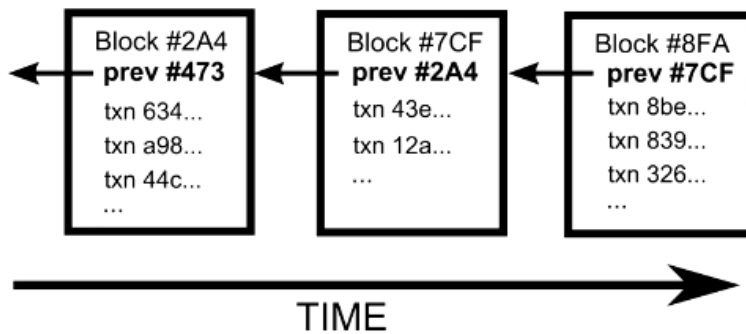 Block #2A4
prev #473
txn 634...
txn a98...
txn 44c...
...
Block #7CF
prev #2A4
txn 43e...
txn 12a...
...
Block #8FA
prev #7CF
txn 8be...
txn 839...
txn 326...
...
TIME